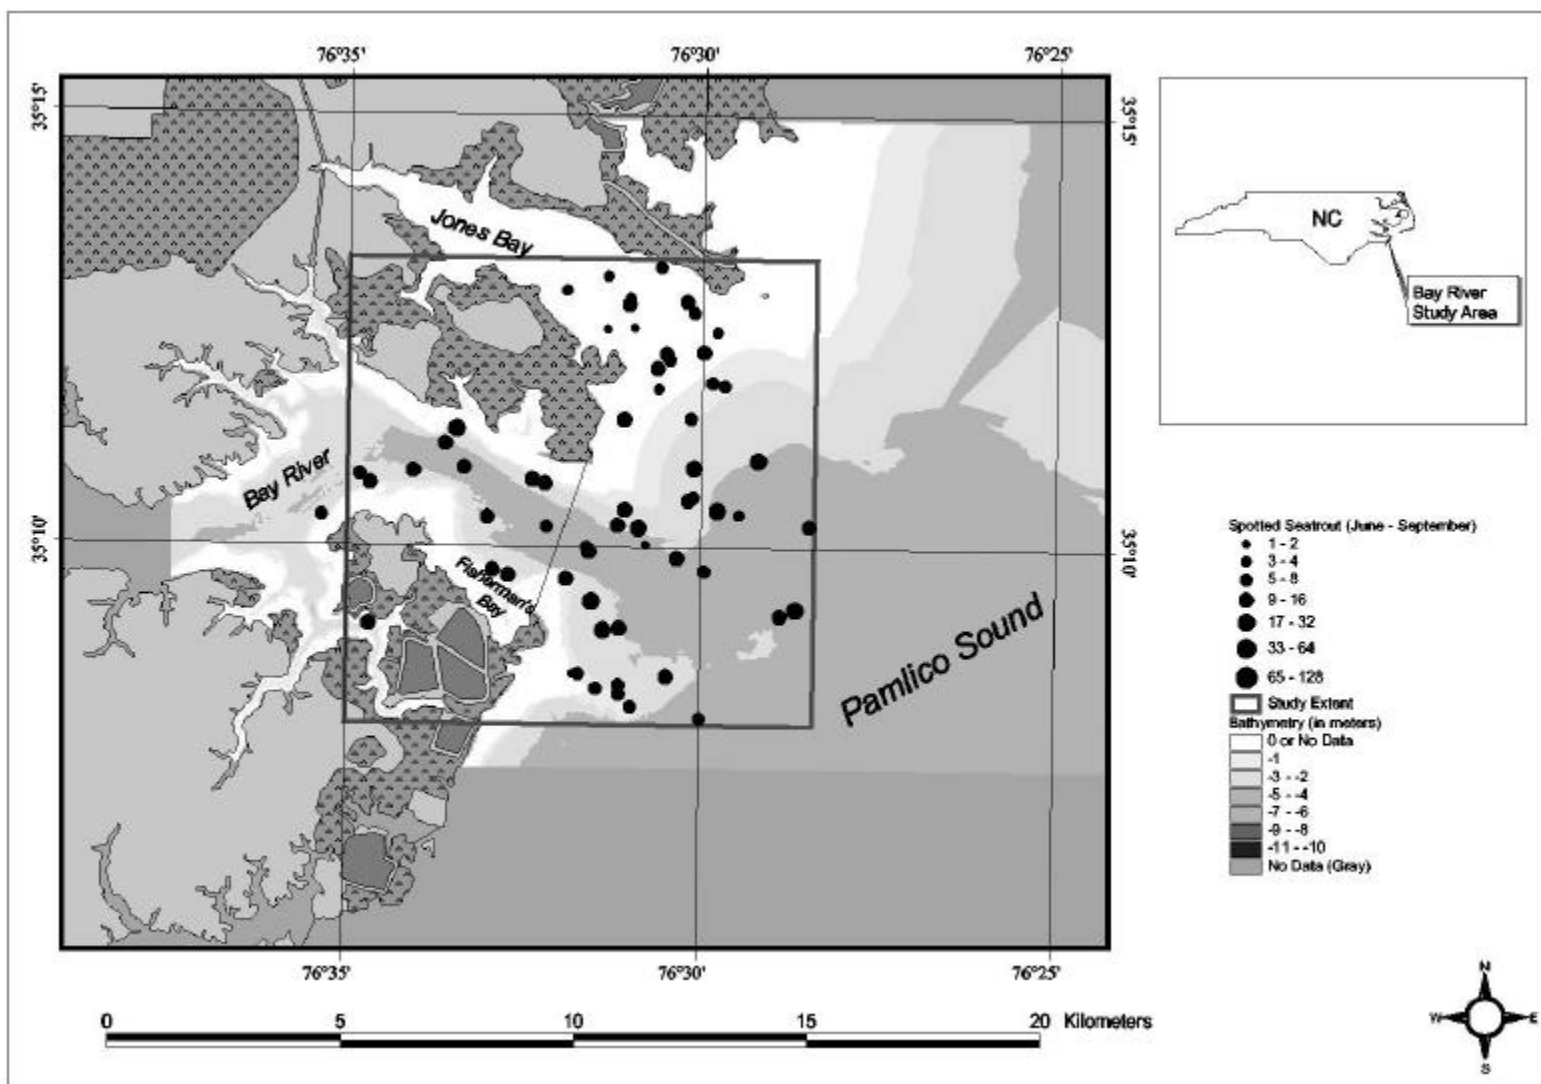 76°35'
76°30'
76°25'
35°15'
35°15'
Jones Bay
NC
Bay River
Study Area
Bay River
35°10'
35°10'
Fisherman's
Bay
Pamlico Sound
Spotted Seatrout (June - September)
1 - 2
3 - 4
5 - 8
9 - 16
17 - 32
33 - 64
65 - 128
Study Extent
Bathymetry (in meters)
0 or No Data
-1
-3 - -2
-5 - -4
-7 - -6
-9 - -8
-11 - -10
No Data (Gray)
76°35'
76°30'
76°25'
0 5 10 15 20 Kilometers
N
W E
S